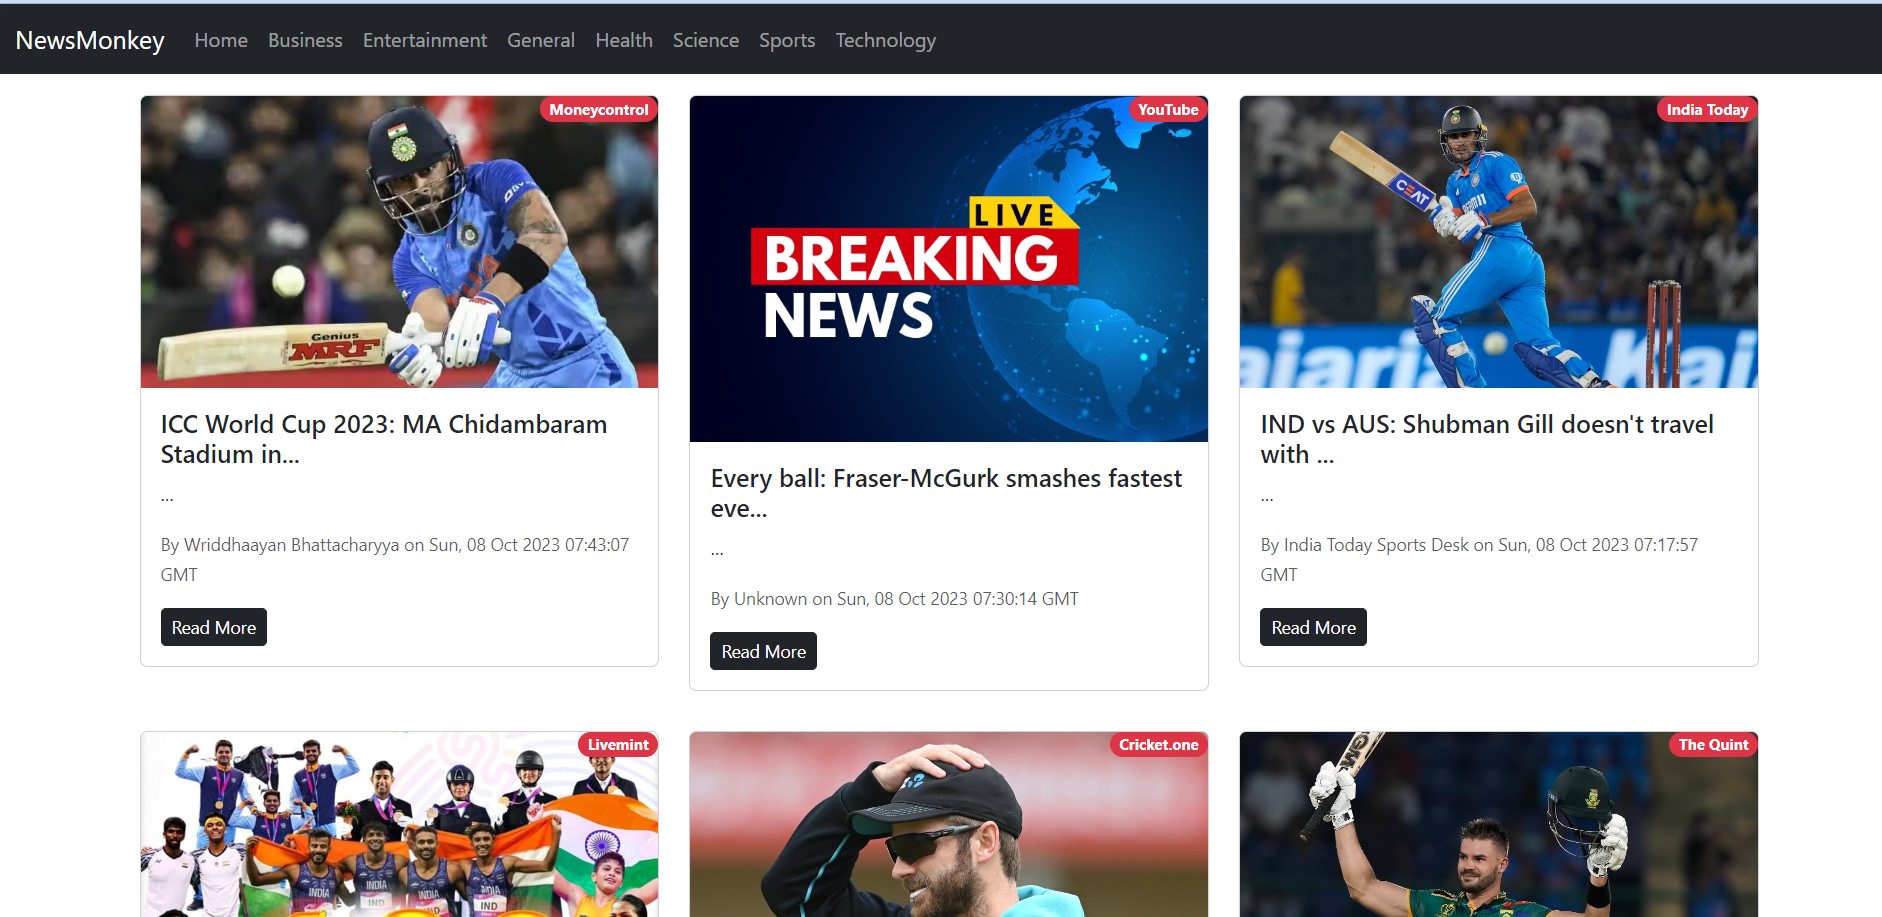 NewsMonkey Home Business Entertainment General Health Science Sports Technology
Moneycontrol
Genius
MRF
ICC World Cup 2023: MA Chidambaram
Stadium in...
...
By Wriddhaayan Bhattacharyya on Sun, 08 Oct 2023 07:43:07
GMT
Read More
YouTube
LIVE
BREAKING
NEWS
Every ball: Fraser-McGurk smashes fastest
eve...
...
By Unknown on Sun, 08 Oct 2023 07:30:14 GMT
Read More
India Today
CEAT
IND vs AUS: Shubman Gill doesn't travel
with ...
...
By India Today Sports Desk on Sun, 08 Oct 2023 07:17:57
GMT
Read More
Livemint
INDIA
INDIA
IND
IND
Cricket.one
The Quint